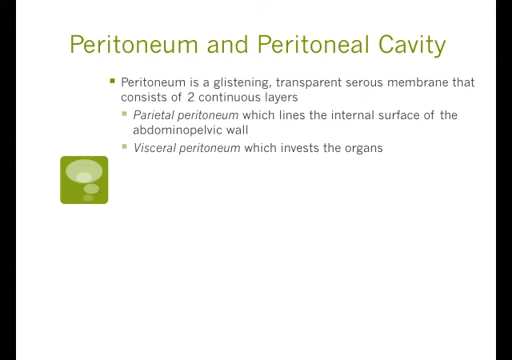 Peritoneum and Peritoneal Cavity
Peritoneum is a glistening, transparent serous membrane that
consists of 2 continuous layers
Parietal peritoneum which lines the internal surface of the
abdominopelvic wall
Visceral peritoneum which invests the organs